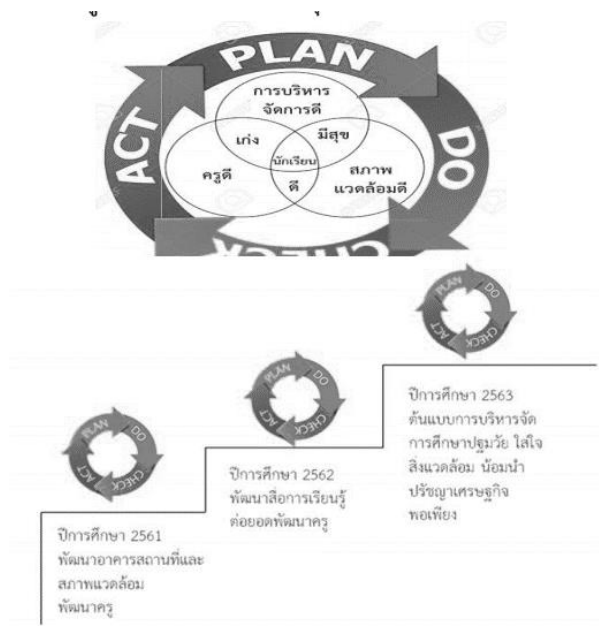 PLAN
DO
CHECK
ACT
การบริหาร
จัดการดี
เก่ง
มีสุข
นักเรียน
ครูดี
ดี
สภาพ
แวดล้อมดี
PLAN
DO
CHECK
ACT
ปีการศึกษา 2563
ต้นแบบการบริหารจัด
การศึกษาปฐมวัย ใส่ใจ
สิ่งแวดล้อม น้อมนำ
ปรัชญาเศรษฐกิจ
พอเพียง
PLAN
DO
CHECK
ACT
ปีการศึกษา 2562
พัฒนาสื่อการเรียนรู้
ต่อยอดพัฒนาครู
PLAN
DO
CHECK
ACT
ปีการศึกษา 2561
พัฒนาอาคารสถานที่และ
สภาพแวดล้อม
พัฒนาครู